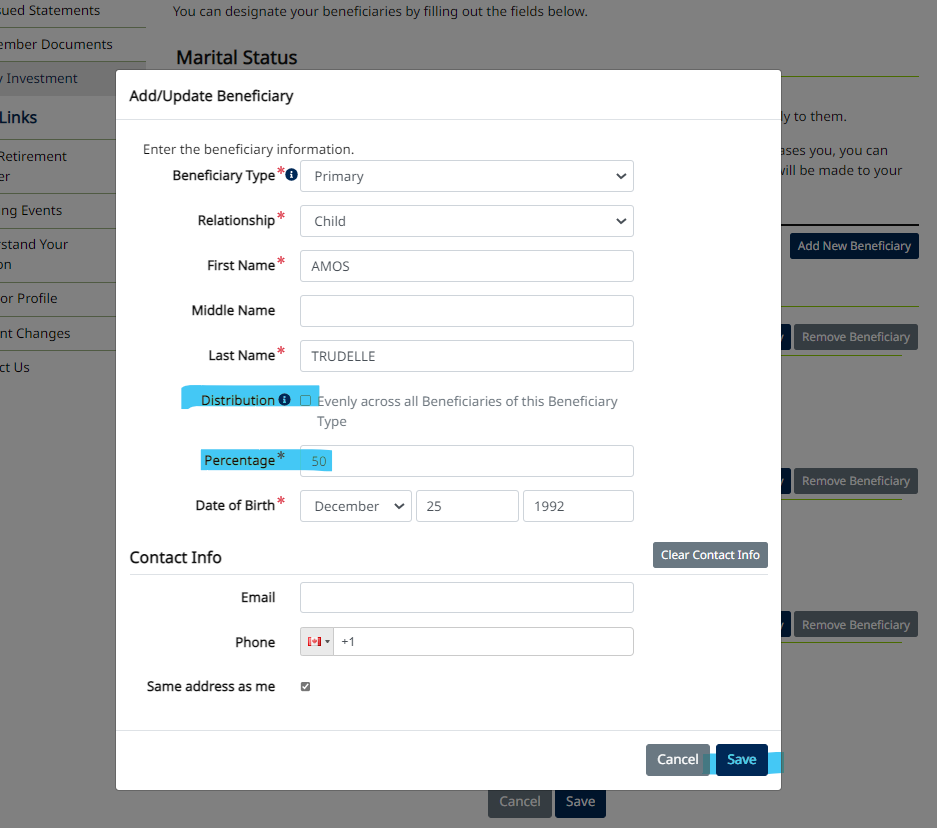 sued Statements
You can designate your beneficiaries by filling out the fields below.
ember Documents
Marital Status
Investment
Add/Update Beneficiary
Links
ly to them.
Enter the beneficiary information.
ases you, you can
Retirement
Beneficiary Type* Primary
will be made to your
er
ng Events
Relationship* Child
rstand Your
Add New Beneficiary
on
First Name* AMOS
or Profile
Middle Name
nt Changes
Remove Beneficiary
Last Name* TRUDELLE
ct Us
Distribution Evenly across all Beneficiaries of this Beneficiary
Type
Percentage* 50
Remove Beneficiary
Date of Birth* December 25 1992
Contact Info Clear Contact Info
Email
Remove Beneficiary
Phone +1
Same address as me
Cancel Save
Cancel Save